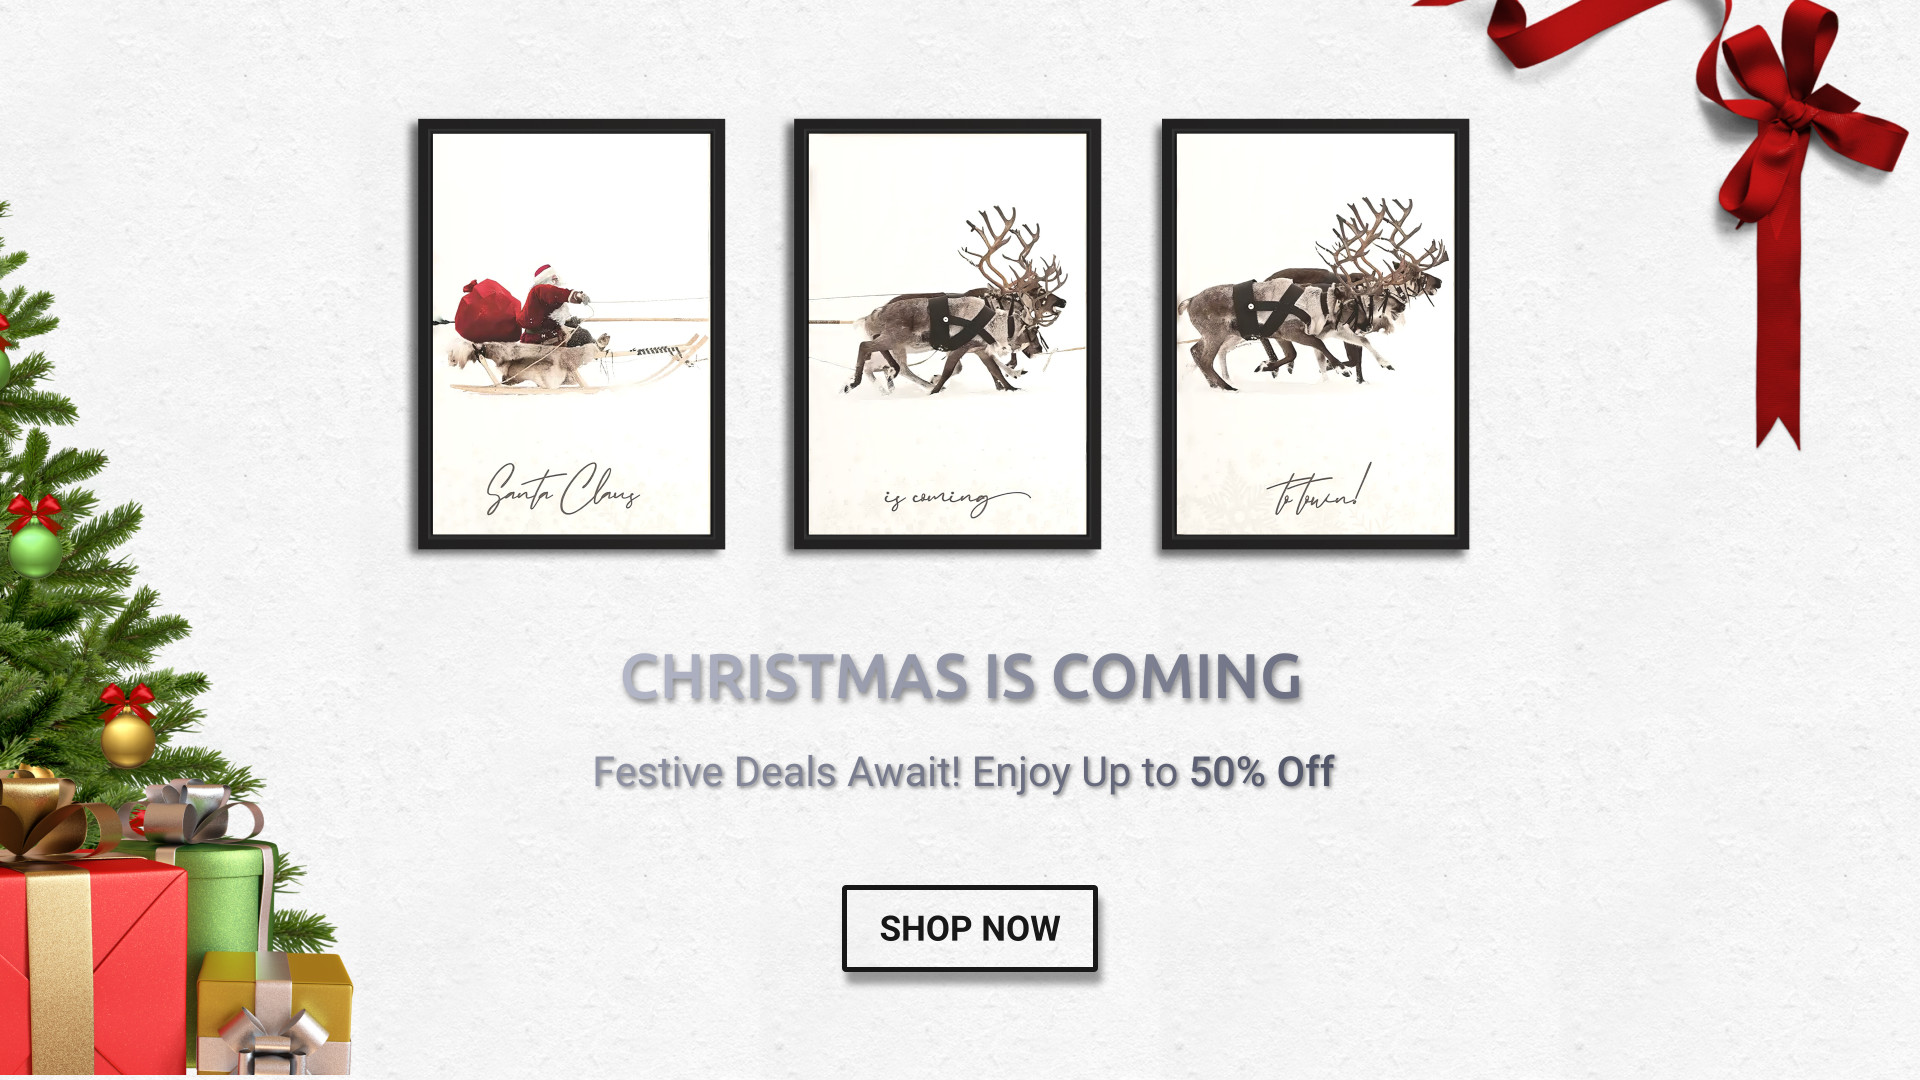 Santa Claus
is coming
to town!
CHRISTMAS IS COMING
Festive Deals Await! Enjoy Up to 50% Off
SHOP NOW